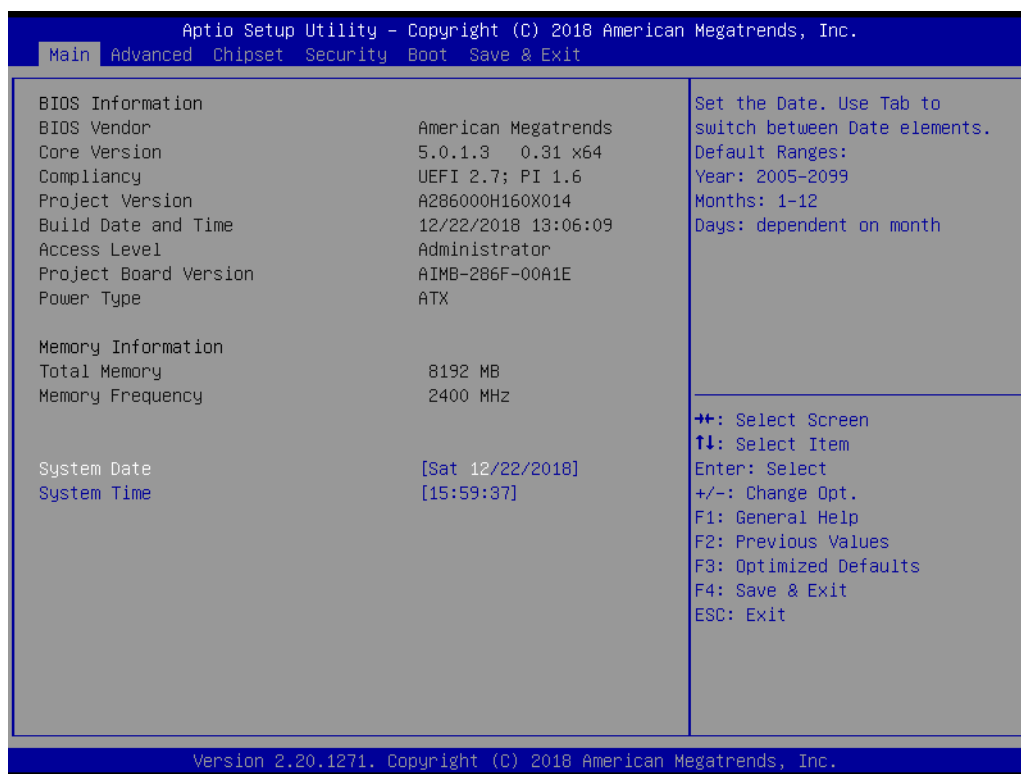 Aptio Setup Utility – Copyright (C) 2018 American Megatrends, Inc.
Main Advanced Chipset Security Boot Save & Exit
BIOS Information
BIOS Vendor American Megatrends
Core Version 5.0.1.3 0.31 x64
Compliancy UEFI 2.7; PI 1.6
Project Version A286000H160X014
Build Date and Time 12/22/2018 13:06:09
Access Level Administrator
Project Board Version AIMB-286F-00A1E
Power Type ATX
Memory Information
Total Memory 8192 MB
Memory Frequency 2400 MHz
System Date [Sat 12/22/2018]
System Time [15:59:37]
Set the Date. Use Tab to
switch between Date elements.
Default Ranges:
Year: 2005-2099
Months: 1-12
Days: dependent on month
→←: Select Screen
↑↓: Select Item
Enter: Select
+/-: Change Opt.
F1: General Help
F2: Previous Values
F3: Optimized Defaults
F4: Save & Exit
ESC: Exit
Version 2.20.1271. Copyright (C) 2018 American Megatrends, Inc.